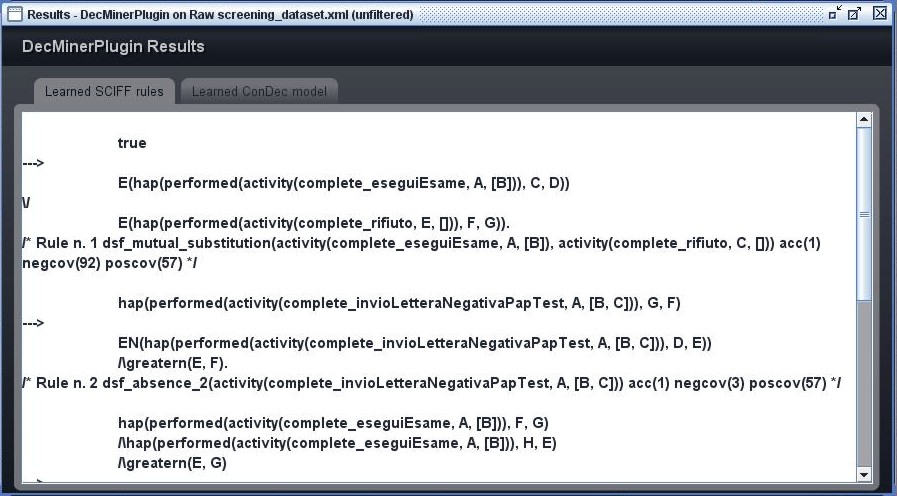 Results - DecMinerPlugin on Raw screening_dataset.xml (unfiltered)
DecMinerPlugin Results
Learned SCIFF rules
Learned ConDec model
true
--->
E(hap(performed(activity(complete_eseguiEsame, A, [B])), C, D))
\/
E(hap(performed(activity(complete_rifiuto, E, [])), F, G)).
/* Rule n. 1 dsf_mutual_substitution(activity(complete_eseguiEsame, A, [B]), activity(complete_rifiuto, C, [])) acc(1)
negcov(92) poscov(57) */
hap(performed(activity(complete_invioLetteraNegativaPapTest, A, [B, C])), G, F)
--->
EN(hap(performed(activity(complete_invioLetteraNegativaPapTest, A, [B, C])), D, E))
/\greatern(E, F).
/* Rule n. 2 dsf_absence_2(activity(complete_invioLetteraNegativaPapTest, A, [B, C])) acc(1) negcov(3) poscov(57) */
hap(performed(activity(complete_eseguiEsame, A, [B])), F, G)
/\hap(performed(activity(complete_eseguiEsame, A, [B])), H, E)
/\greatern(E, G)